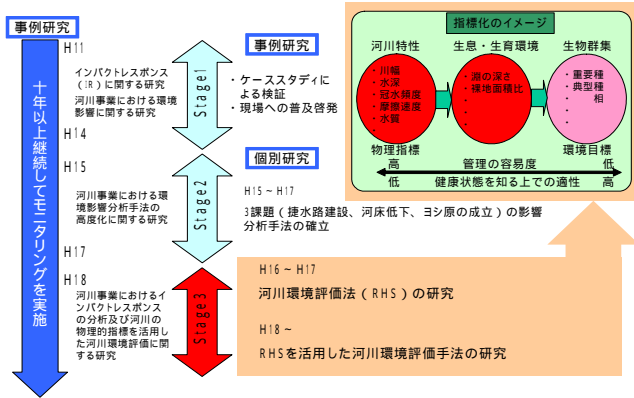 事例研究
十年以上継続してモニタリングを実施
H11
インパクトレスポンス
（IR）に関する研究
河川事業における環境
影響に関する研究
H14
H15
河川事業における環
境影響分析手法の
高度化に関する研究
H17
H18
河川事業におけるイ
ンパクトレスポンス
の分析及び河川の
物理的指標を活用し
た河川環境評価に関
する研究
Stage1
Stage2
Stage3
事例研究
・ケーススタディに
よる検証
・現場への普及啓発
個別研究
H15～H17
3課題（捷水路建設、河床低下、ヨシ原の成立）の影響
分析手法の確立
H16～H17
河川環境評価法（RHS）の研究
H18～
RHSを活用した河川環境評価手法の研究
指標化のイメージ
河川特性
・川幅
・水深
・冠水頻度
・摩擦速度
・水質
・
物理指標
生息・生育環境
・淵の深さ
・裸地面積比
・
・
・
生物群集
・重要種
・典型種
・　　相
・
・
環境目標
高 管理の容易度 低
低 健康状態を知る上での適性 高